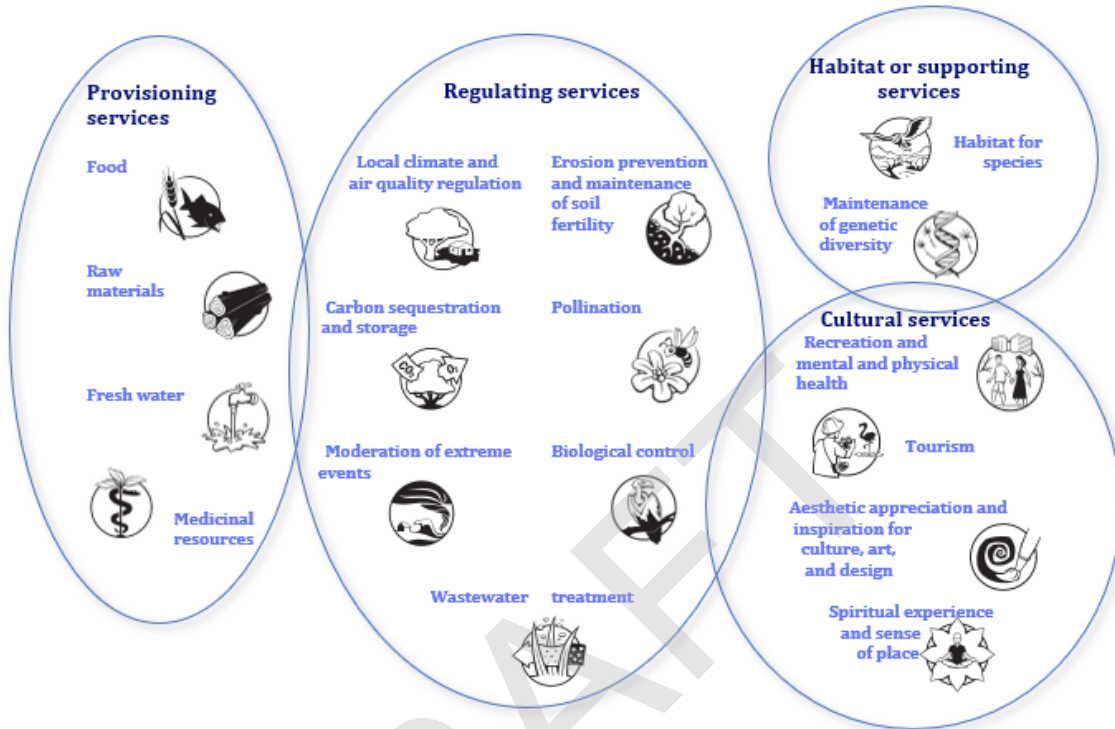 Provisioning
services
Food
Raw
materials
Fresh water
Medicinal
resources
Regulating services
Local climate and
air quality regulation
Erosion prevention
and maintenance
of soil
fertility
Carbon sequestration
and storage
CO₂
O₂
Pollination
Moderation of extreme
events
Biological control
Wastewater treatment
Habitat or supporting
services
Habitat for
species
Maintenance
of genetic
diversity
Cultural services
Recreation and
mental and physical
health
Tourism
Aesthetic appreciation and
inspiration for
culture, art,
and design
Spiritual experience
and sense
of place